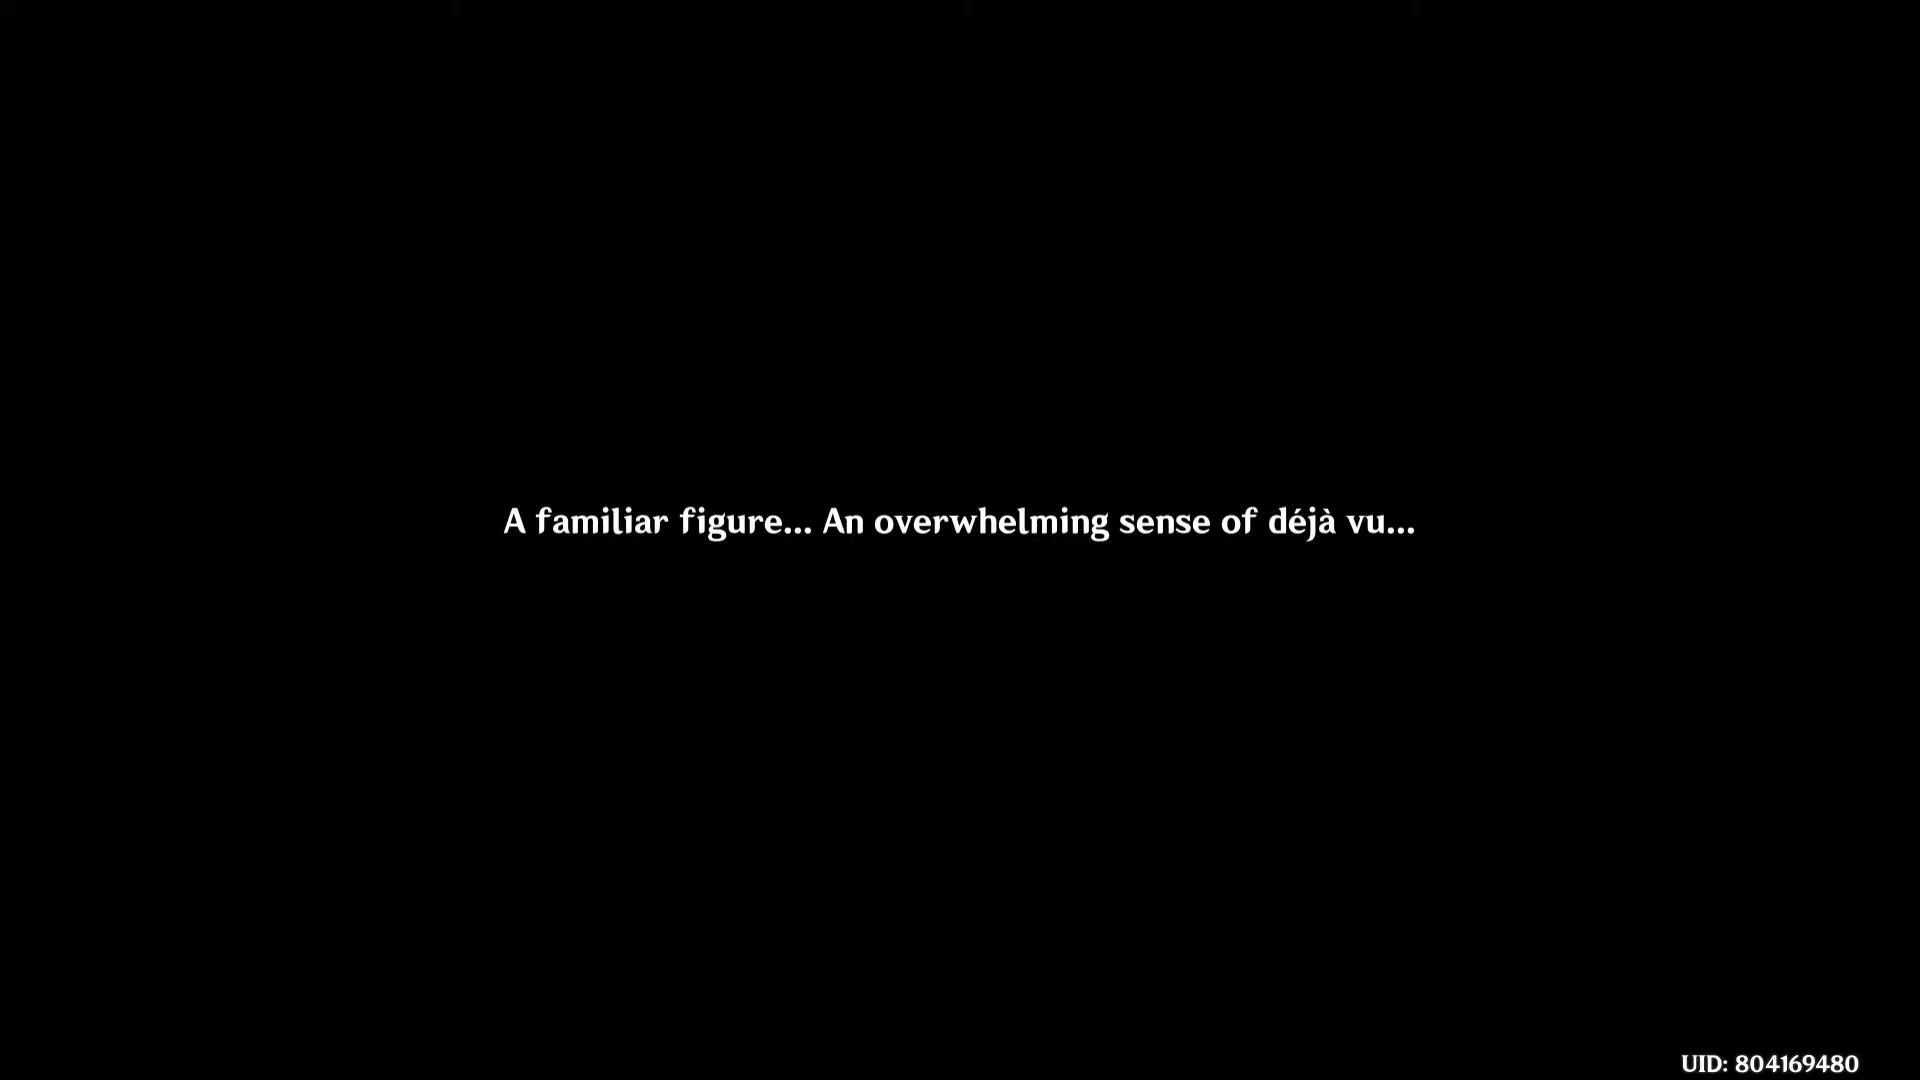 A familiar figure... An overwhelming sense of déjà vu...
UID: 804169480